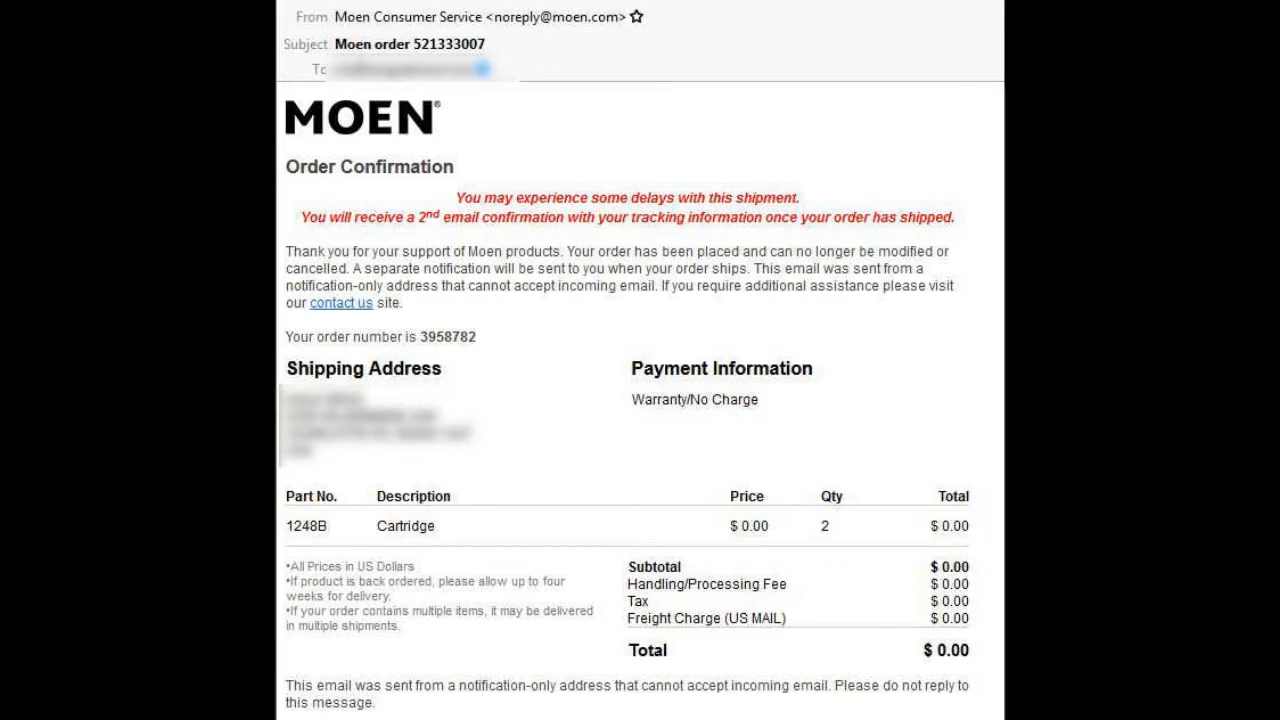 From Moen Consumer Service <noreply@moen.com>
Subject Moen order 521333007
To
MOEN®
Order Confirmation
You may experience some delays with this shipment.
You will receive a 2nd email confirmation with your tracking information once your order has shipped.
Thank you for your support of Moen products. Your order has been placed and can no longer be modified or
cancelled. A separate notification will be sent to you when your order ships. This email was sent from a
notification-only address that cannot accept incoming email. If you require additional assistance please visit
our contact us site.
Your order number is 3958782
Shipping Address Payment Information
Warranty/No Charge
Part No. Description Price Qty Total
1248B Cartridge $ 0.00 2 $ 0.00
•All Prices in US Dollars
•If product is back ordered, please allow up to four
weeks for delivery.
•If your order contains multiple items, it may be delivered
in multiple shipments.
Subtotal $ 0.00
Handling/Processing Fee $ 0.00
Tax $ 0.00
Freight Charge (US MAIL) $ 0.00
Total $ 0.00
This email was sent from a notification-only address that cannot accept incoming email. Please do not reply to
this message.